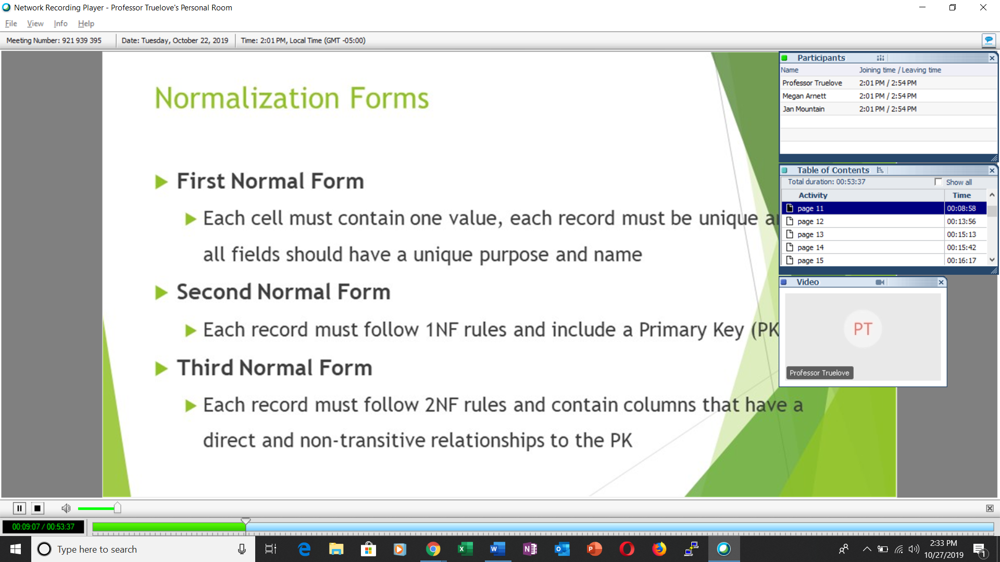 Network Recording Player - Professor Truelove's Personal Room
File View Info Help
Meeting Number: 921 939 395 Date: Tuesday, October 22, 2019 Time: 2:01 PM, Local Time (GMT -05:00)
Normalization Forms
First Normal Form
Each cell must contain one value, each record must be unique
all fields should have a unique purpose and name
Second Normal Form
Each record must follow 1NF rules and include a Primary Key (PK
Third Normal Form
Each record must follow 2NF rules and contain columns that have a
direct and non-transitive relationships to the PK
Participants
Name Joining time / Leaving time
Professor Truelove 2:01 PM / 2:54 PM
Megan Arnett 2:01 PM / 2:54 PM
Jan Mountain 2:01 PM / 2:54 PM
Table of Contents
Total duration: 00:53:37 Show all
Activity Time
page 11 00:08:58
page 12 00:13:56
page 13 00:15:13
page 14 00:15:42
page 15 00:16:17
Video
PT
Professor Truelove
00:09:07 / 00:53:37
Type here to search
2:33 PM
10/27/2019
1